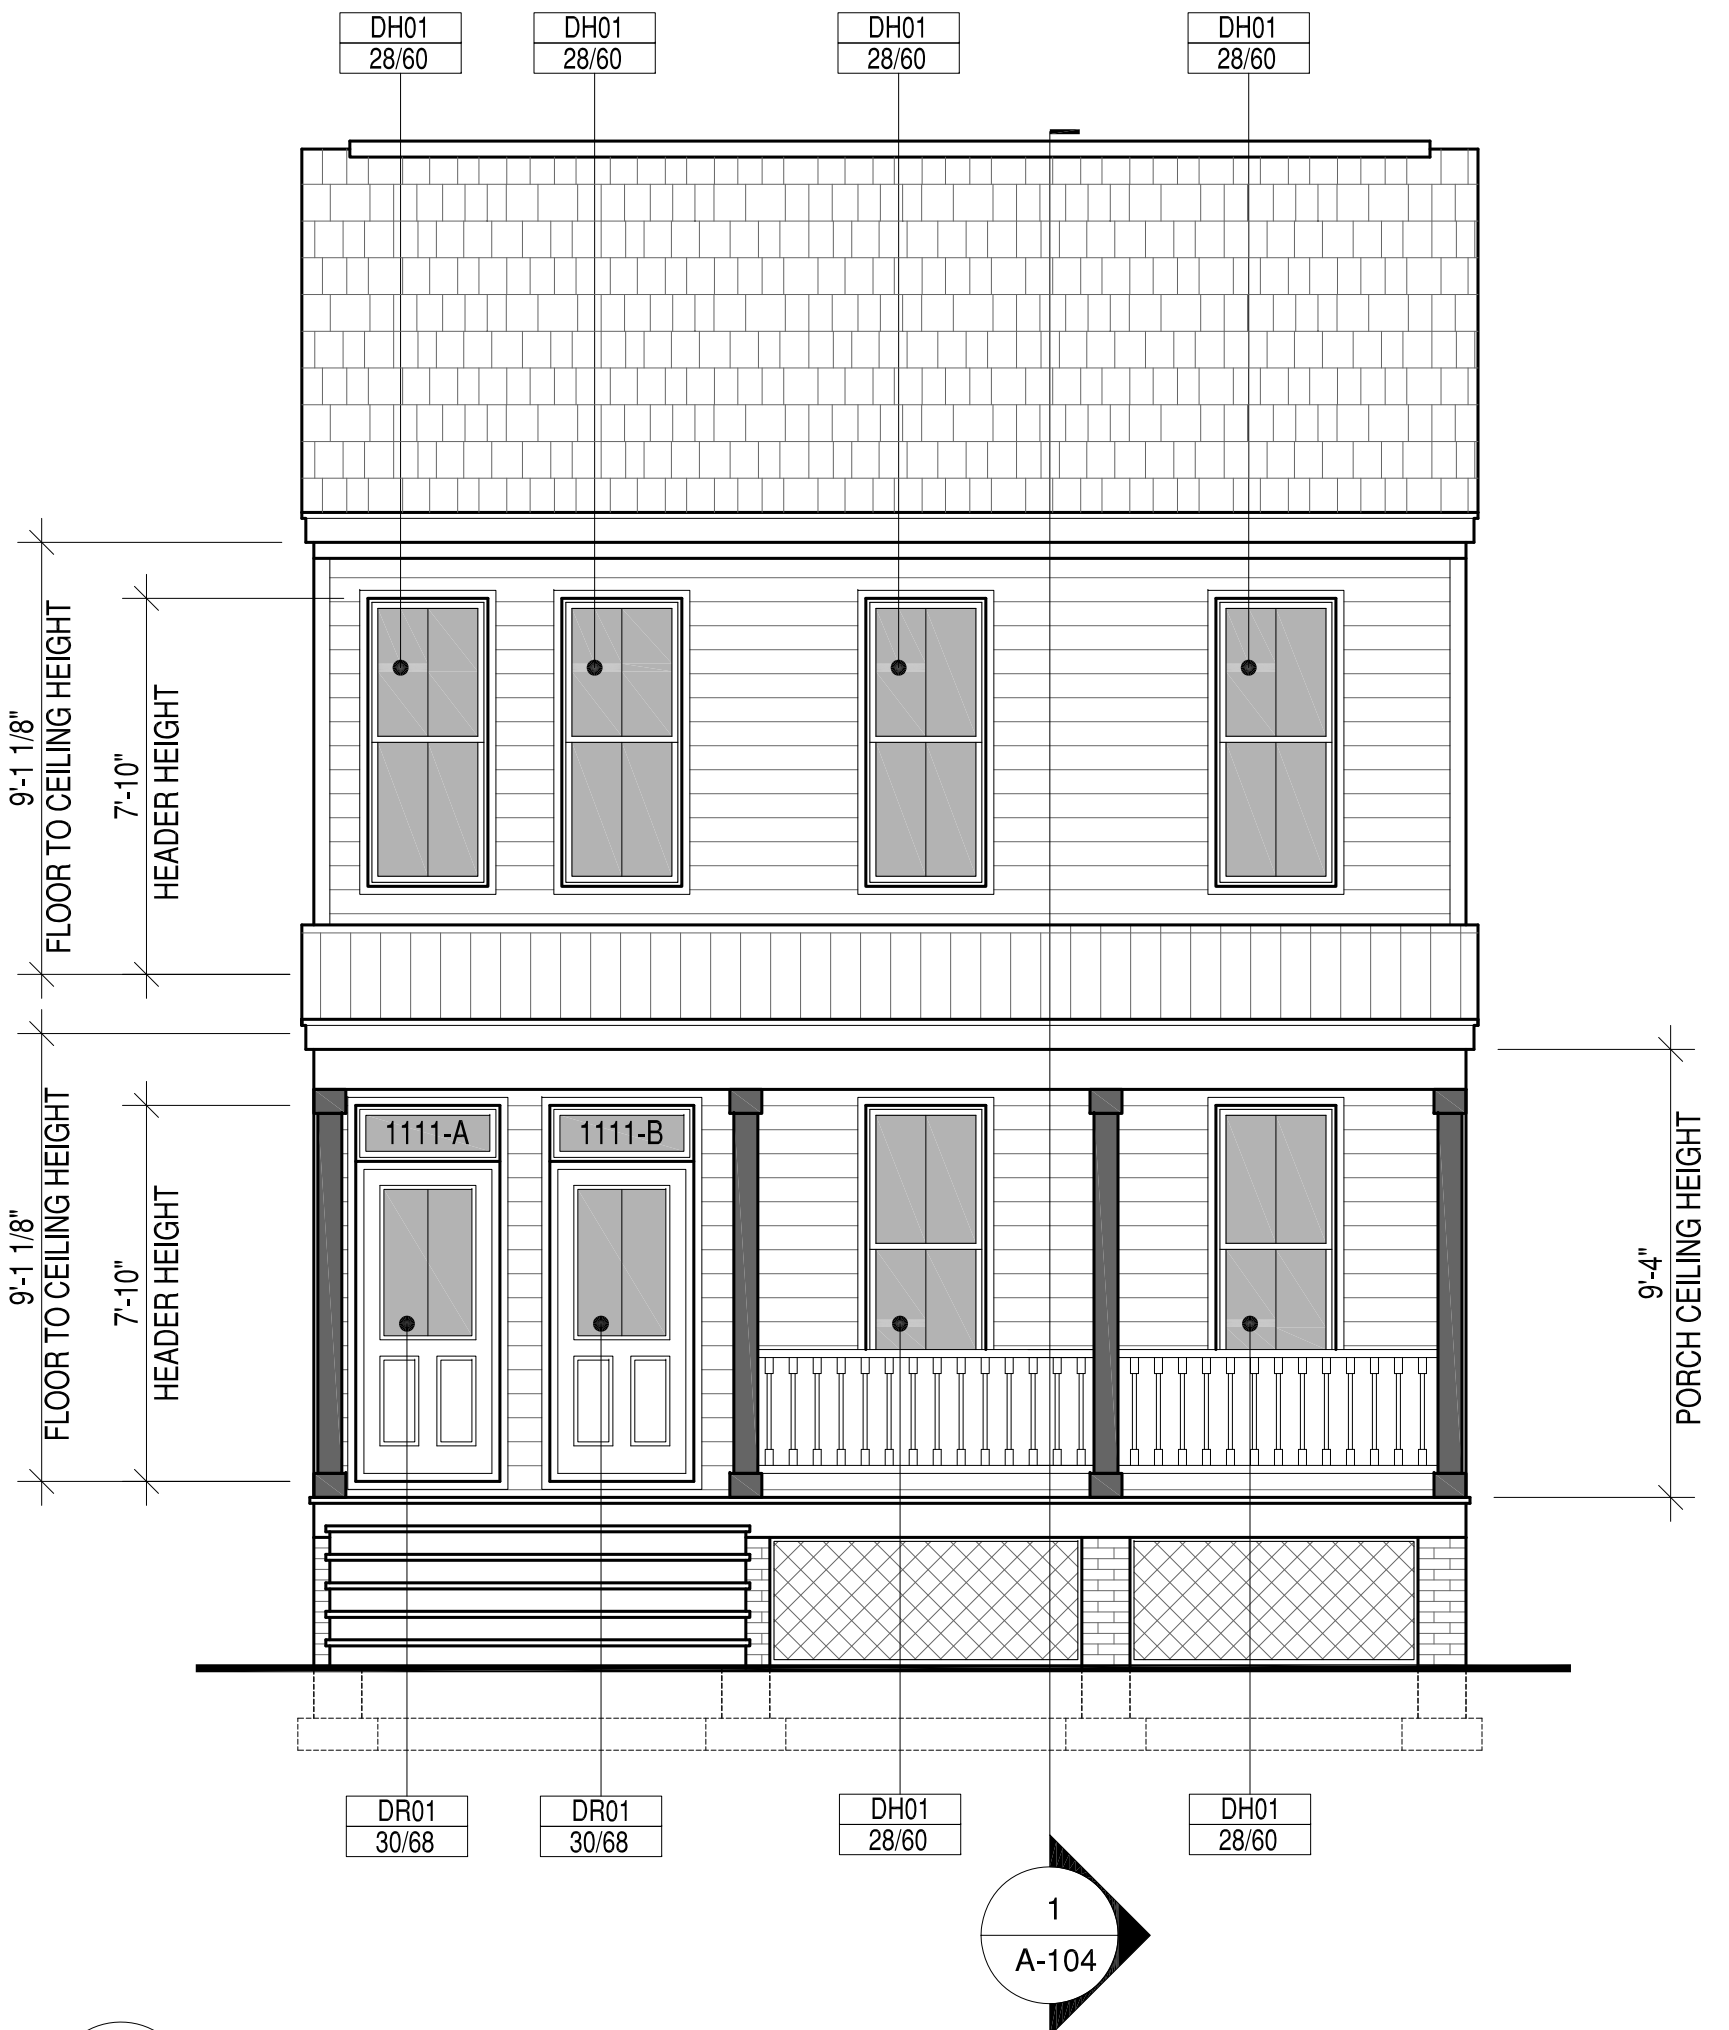 DH01
28/60
DH01
28/60
DH01
28/60
DH01
28/60
9'-1 1/8"
FLOOR TO CEILING HEIGHT
7'-10"
HEADER HEIGHT
9'-1 1/8"
FLOOR TO CEILING HEIGHT
7'-10"
HEADER HEIGHT
1111-A
1111-B
9'-4"
PORCH CEILING HEIGHT
DR01
30/68
DR01
30/68
DH01
28/60
DH01
28/60
1
A-104